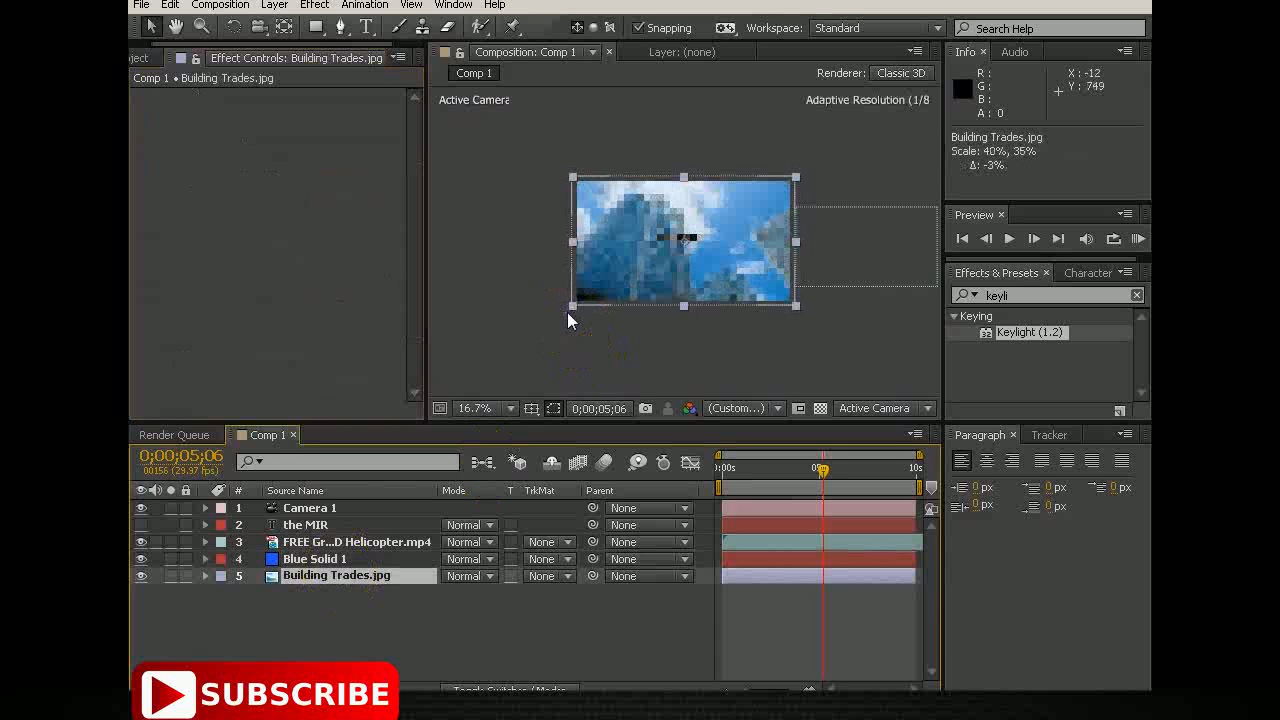 File Edit Composition Layer Effect Animation View Window Help
Snapping Workspace: Standard Search Help
ject Effect Controls: Building Trades.jpg Composition: Comp 1 Layer: (none) Info Audio
Comp 1 • Building Trades.jpg Comp 1 Renderer: Classic 3D
R : X : -12
G : Y : 749
B :
A : 0
Active Camera Adaptive Resolution (1/8
Building Trades.jpg
Scale: 40%, 35%
Δ: -3%
Preview
Effects & Presets Character
keyli
Keying
Keylight (1.2)
16.7% 0;00;05;06 (Custom...) Active Camera
Render Queue Comp 1 Paragraph Tracker
0;00;05;06
00156 (29.97 fps)
0:00s 05s 10s
# Source Name Mode T TrkMat Parent
0 px 0 px 0 px
0 px 0 px
1 Camera 1 None
2 the MIR Normal None
3 FREE Gr...D Helicopter.mp4 Normal None None
4 Blue Solid 1 Normal None None
5 Building Trades.jpg Normal None None
Toggle Switches / Modes
SUBSCRIBE